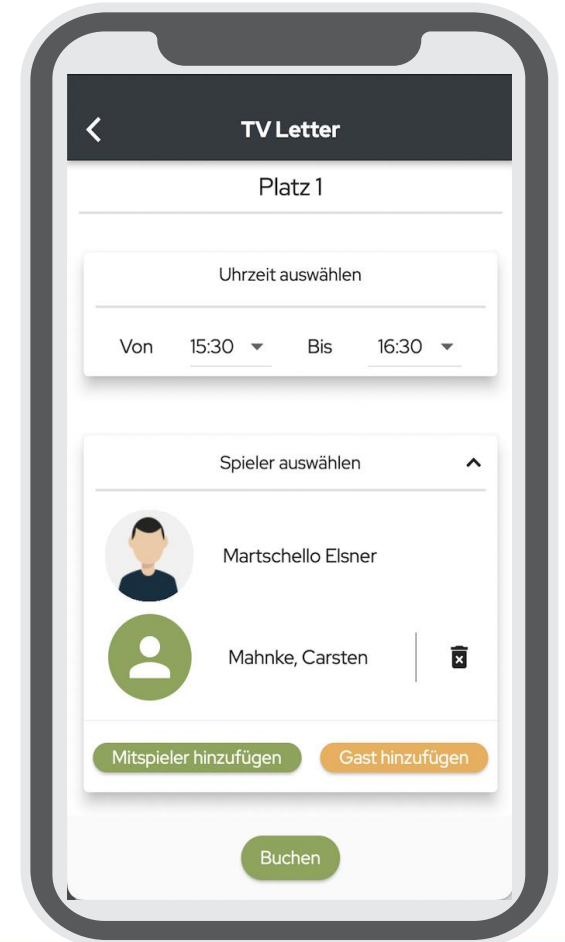 TV Letter
Platz 1
Uhrzeit auswählen
Von 15:30 Bis 16:30
Spieler auswählen
Martschello Elsner
Mahnke, Carsten
Mitspieler hinzufügen Gast hinzufügen
Buchen